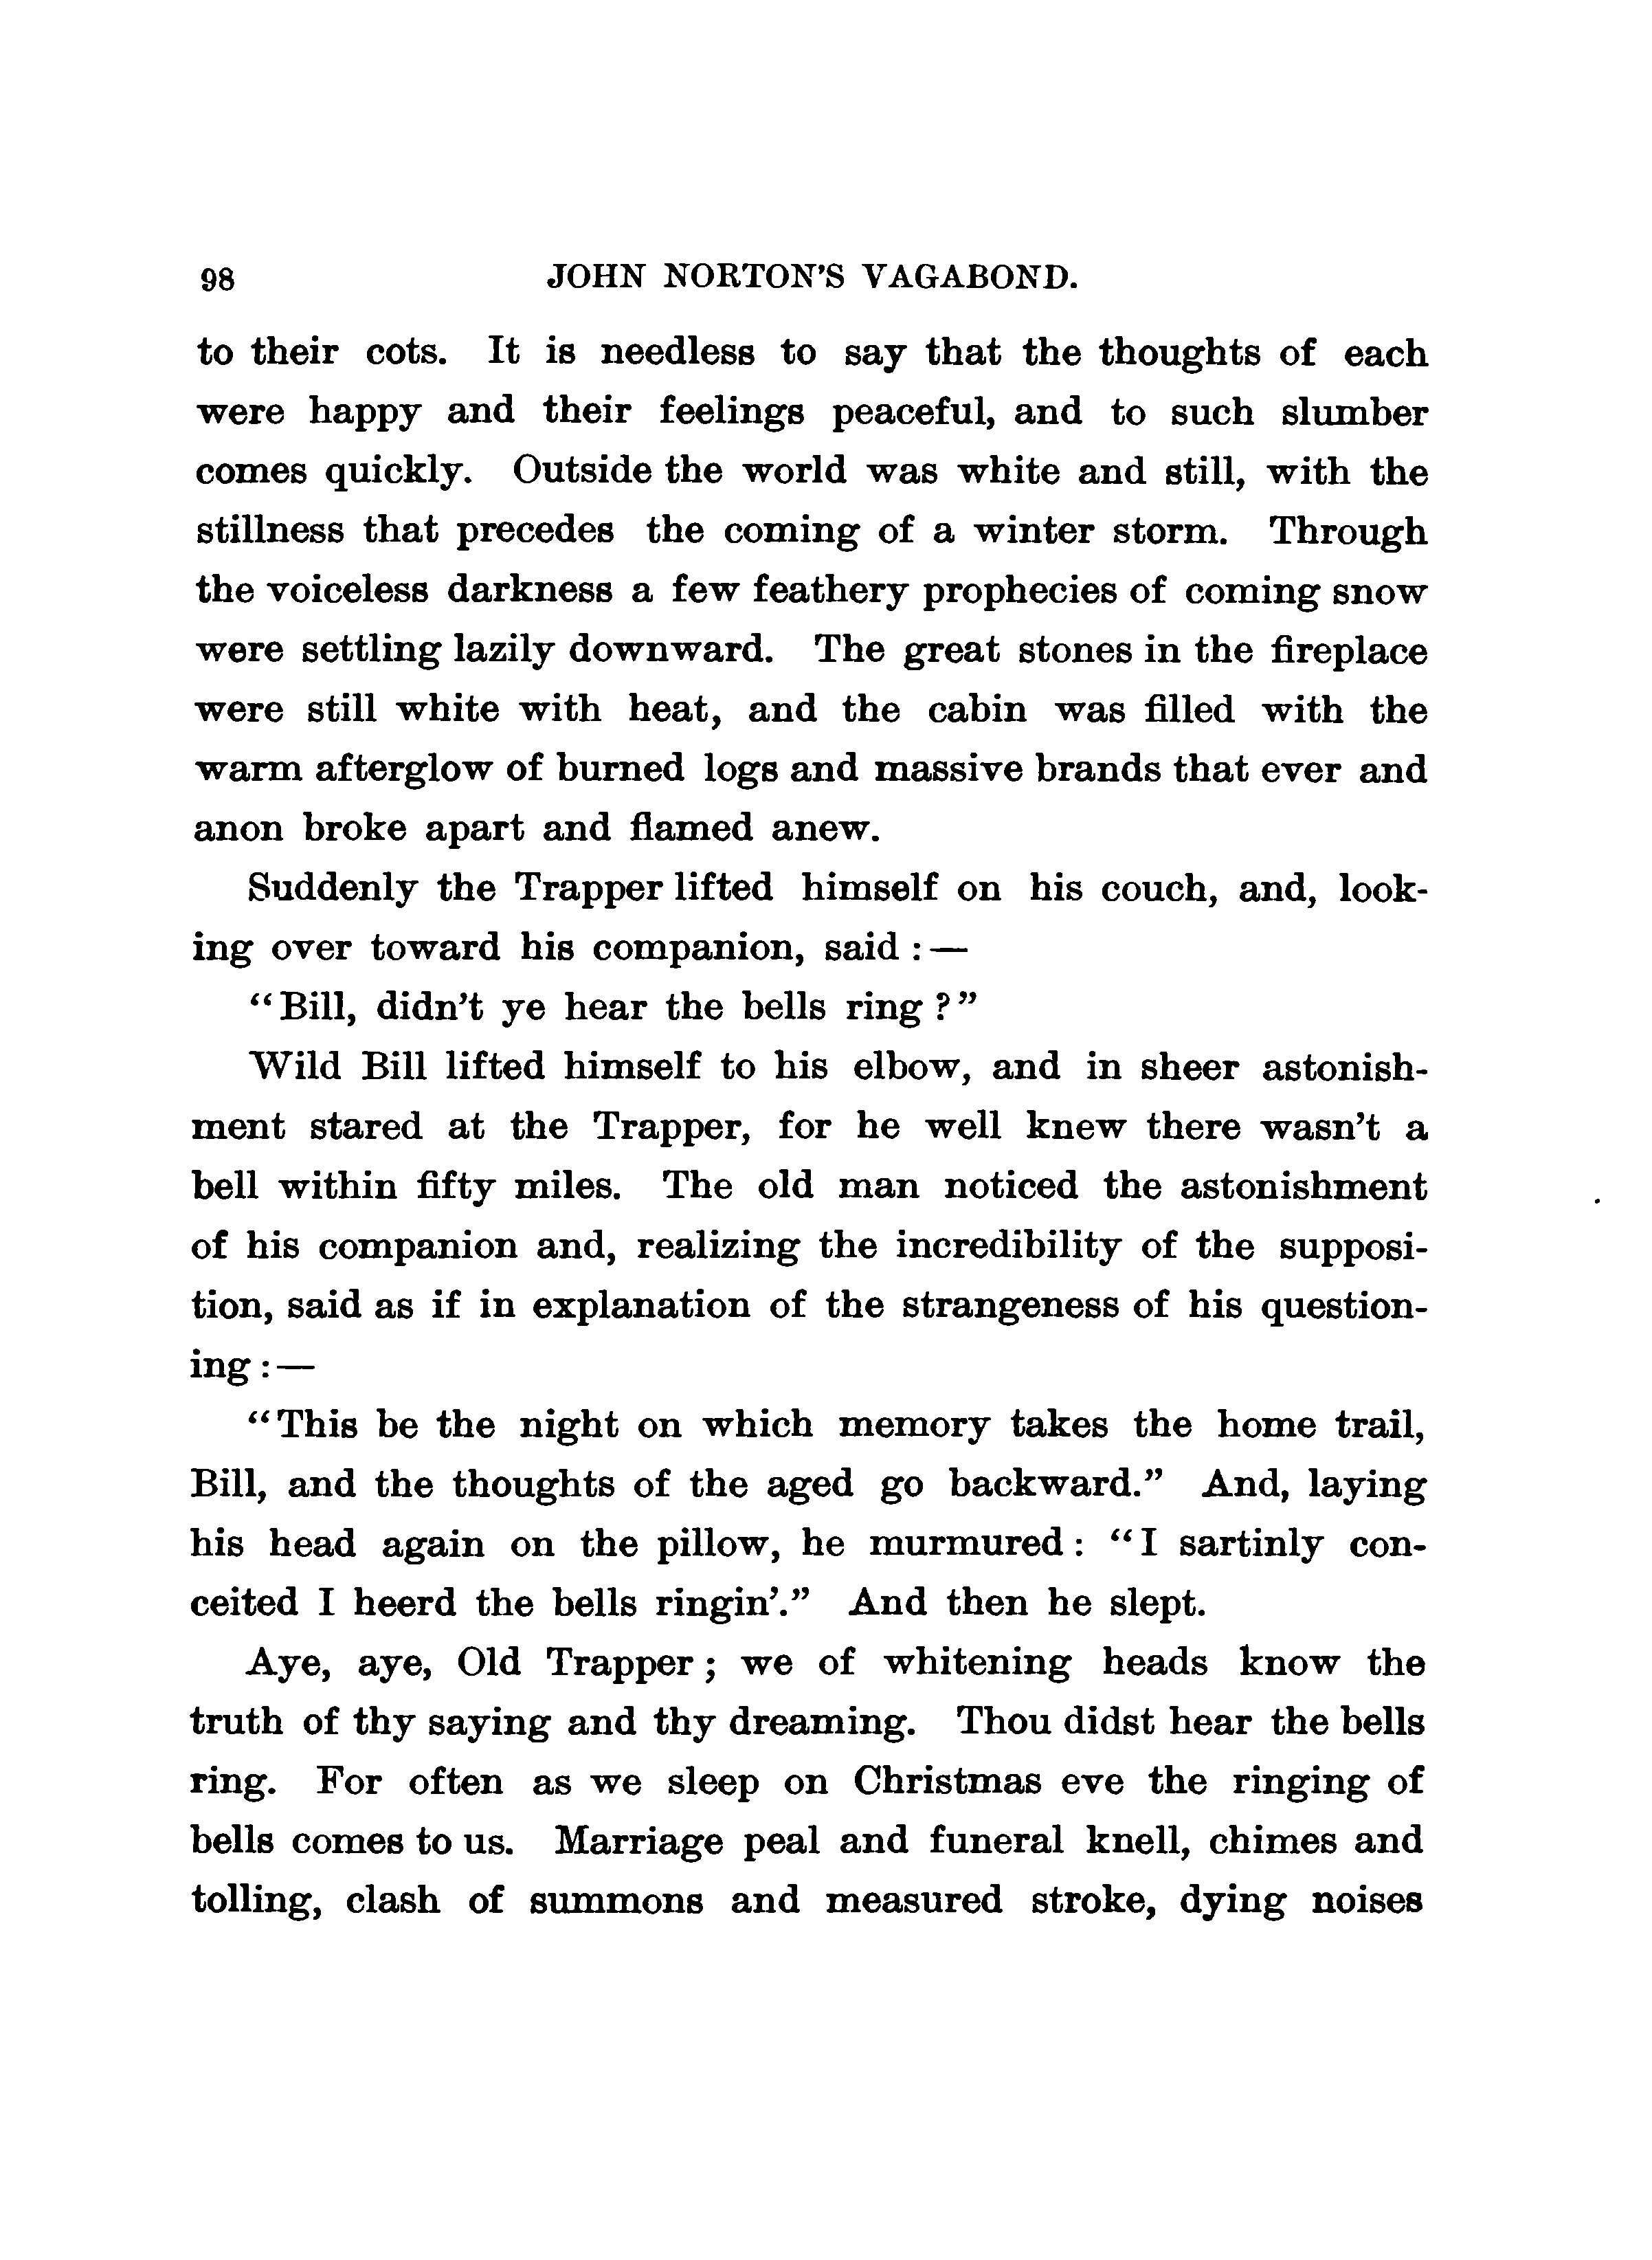 98 JOHN NORTON'S VAGABOND.
to their cots. It is needless to say that the thoughts of each
were happy and their feelings peaceful, and to such slumber
comes quickly. Outside the world was white and still, with the
stillness that precedes the coming of a winter storm. Through
the voiceless darkness a few feathery prophecies of coming snow
were settling lazily downward. The great stones in the fireplace
were still white with heat, and the cabin was filled with the
warm afterglow of burned logs and massive brands that ever and
anon broke apart and flamed anew.
Suddenly the Trapper lifted himself on his couch, and, look-
ing over toward his companion, said :—
“Bill, didn't ye hear the bells ring ?”
Wild Bill lifted himself to his elbow, and in sheer astonish-
ment stared at the Trapper, for he well knew there wasn't a
bell within fifty miles. The old man noticed the astonishment
of his companion and, realizing the incredibility of the supposi-
tion, said as if in explanation of the strangeness of his question-
ing :—
“This be the night on which memory takes the home trail,
Bill, and the thoughts of the aged go backward.” And, laying
his head again on the pillow, he murmured : “I sartinly con-
ceited I heerd the bells ringin'.” And then he slept.
Aye, aye, Old Trapper ; we of whitening heads know the
truth of thy saying and thy dreaming. Thou didst hear the bells
ring. For often as we sleep on Christmas eve the ringing of
bells comes to us. Marriage peal and funeral knell, chimes and
tolling, clash of summons and measured stroke, dying noises